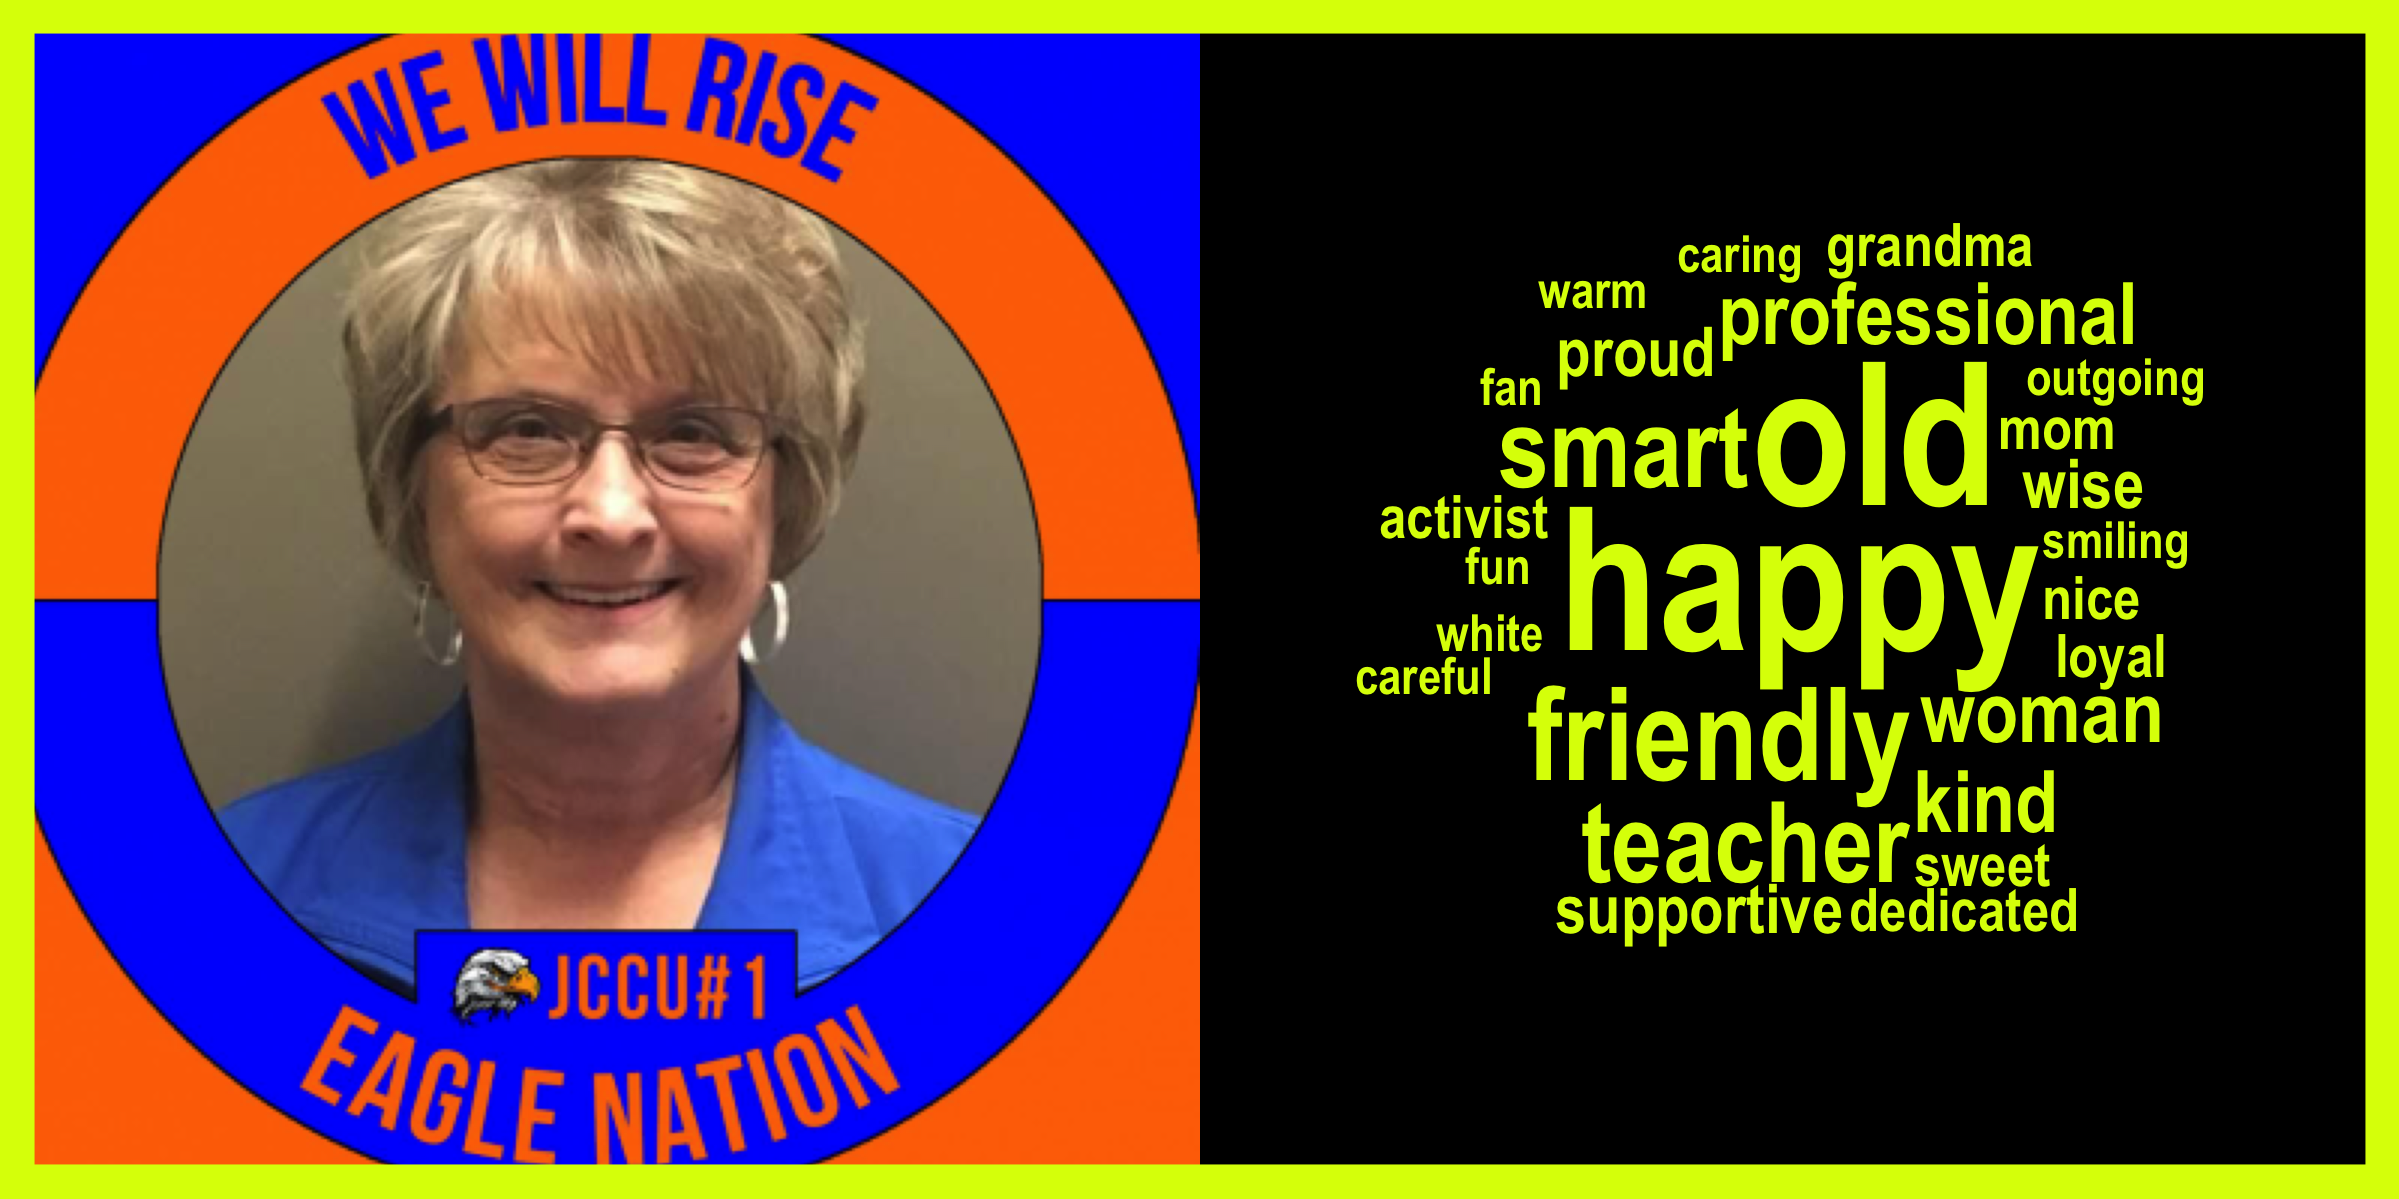 WE WILL RISE
JCCU#1
EAGLE NATION
caring grandma
warm professional
proud
fan old outgoing
smart mom
wise
activist happy smiling
fun nice
white loyal
careful
friendly woman
kind
teacher sweet
supportive dedicated